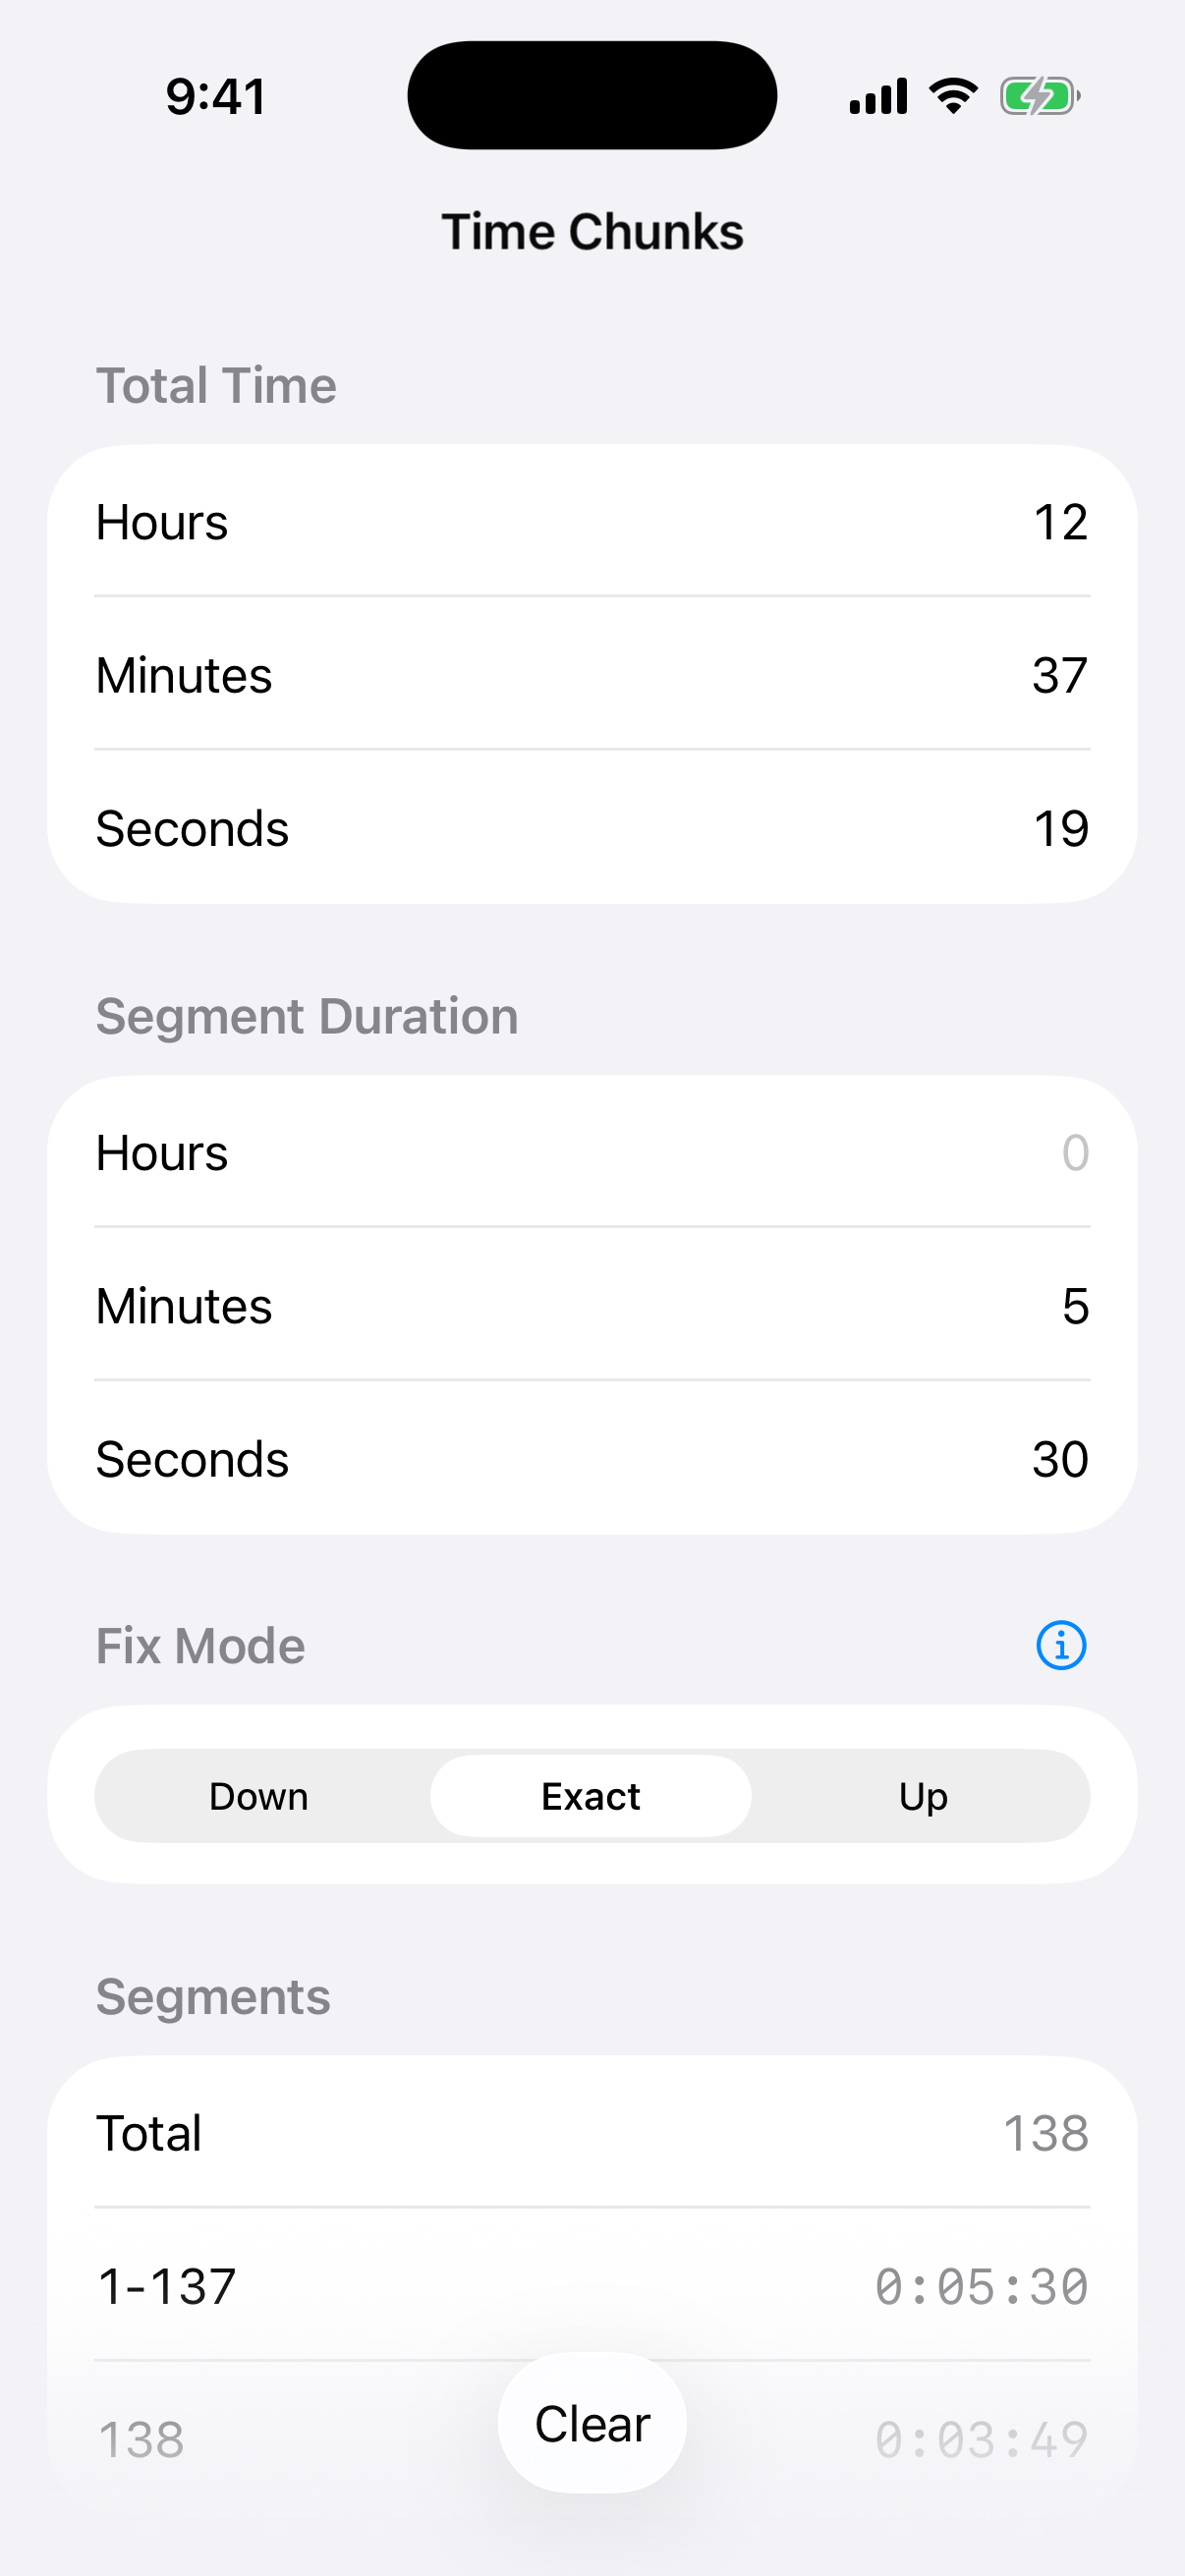 9:41
Time Chunks
Total Time
Hours 12
Minutes 37
Seconds 19
Segment Duration
Hours 0
Minutes 5
Seconds 30
Fix Mode
Down Exact Up
Segments
Total 138
1-137 0:05:30
138 0:03:49
Clear